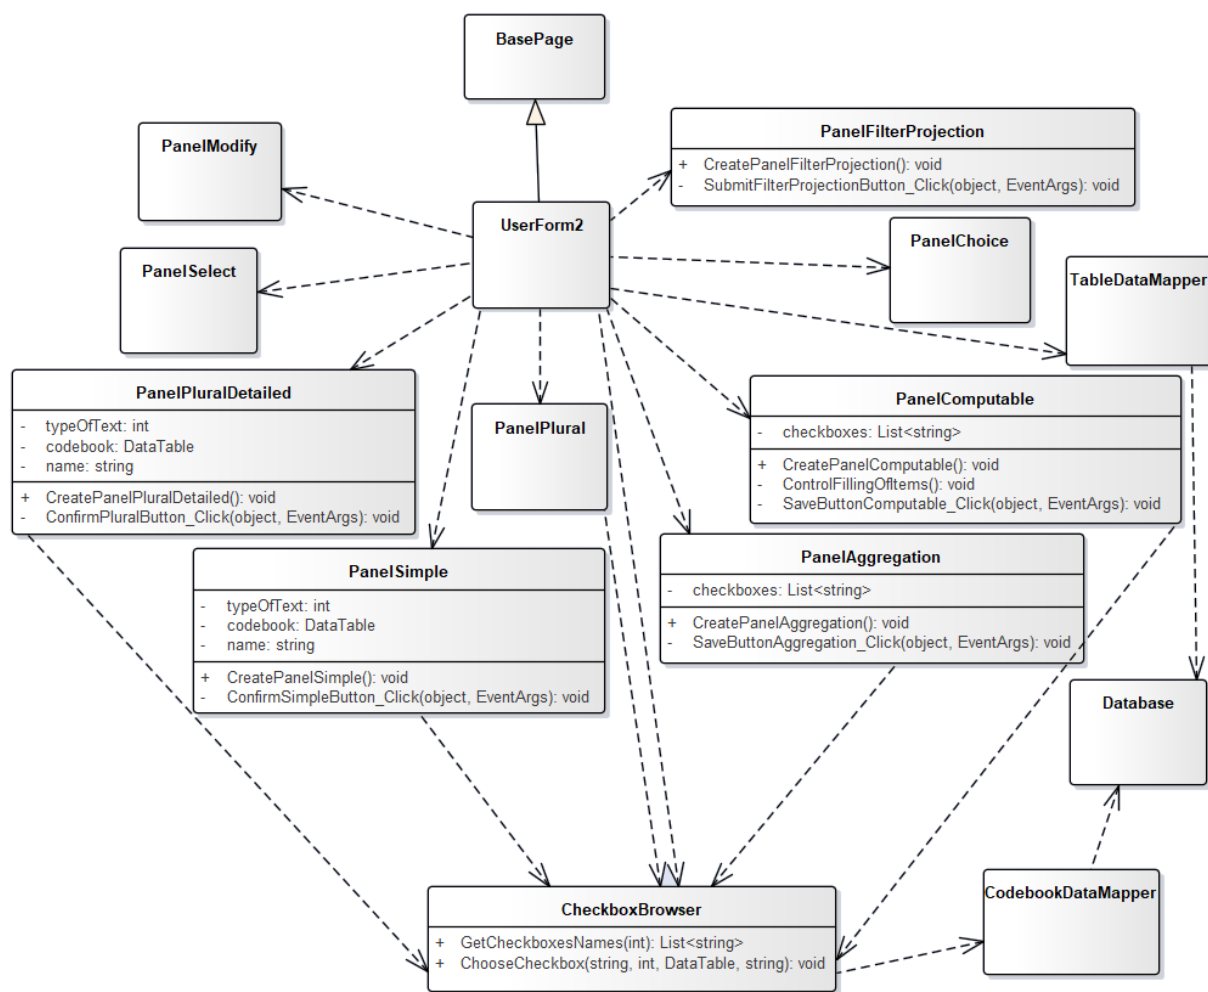 BasePage
PanelModify
PanelFilterProjection
+ CreatePanelFilterProjection(): void
- SubmitFilterProjectionButton_Click(object, EventArgs): void
UserForm2
PanelChoice
PanelSelect
TableDataMapper
PanelPluralDetailed
- typeOfText: int
- codebook: DataTable
- name: string
+ CreatePanelPluralDetailed(): void
- ConfirmPluralButton_Click(object, EventArgs): void
PanelPlural
PanelComputable
- checkboxes: List<string>
+ CreatePanelComputable(): void
- ControlFillingOfItems(): void
- SaveButtonComputable_Click(object, EventArgs): void
PanelSimple
- typeOfText: int
- codebook: DataTable
- name: string
+ CreatePanelSimple(): void
- ConfirmSimpleButton_Click(object, EventArgs): void
PanelAggregation
- checkboxes: List<string>
+ CreatePanelAggregation(): void
- SaveButtonAggregation_Click(object, EventArgs): void
Database
CodebookDataMapper
CheckboxBrowser
+ GetCheckboxesNames(int): List<string>
+ ChooseCheckbox(string, int, DataTable, string): void